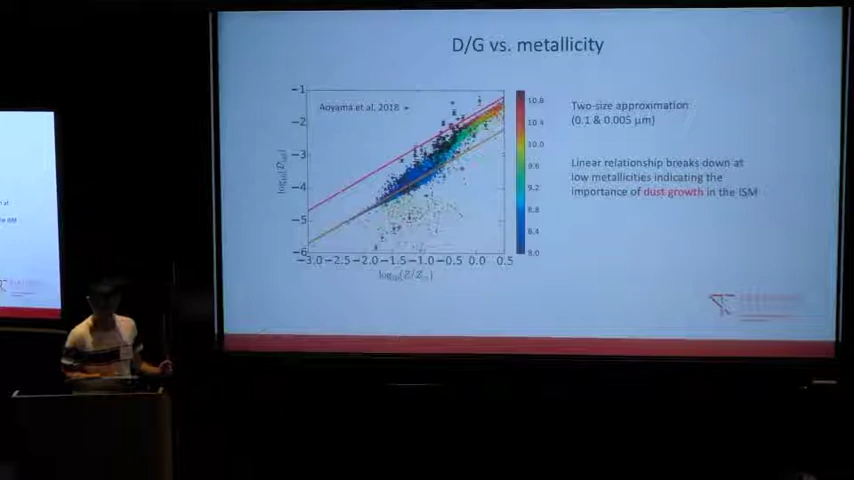 D/G vs. metallicity
Aoyama et al. 2018
Two-size approximation
(0.1 & 0.005 μm)
Linear relationship breaks down at
low metallicities indicating the
importance of dust growth in the ISM
−1
−2
−3
−4
−5
−6
−3.0 −2.5 −2.0 −1.5 −1.0 −0.5 0.0 0.5
10.8
10.4
10.0
9.6
9.2
8.8
8.4
8.0